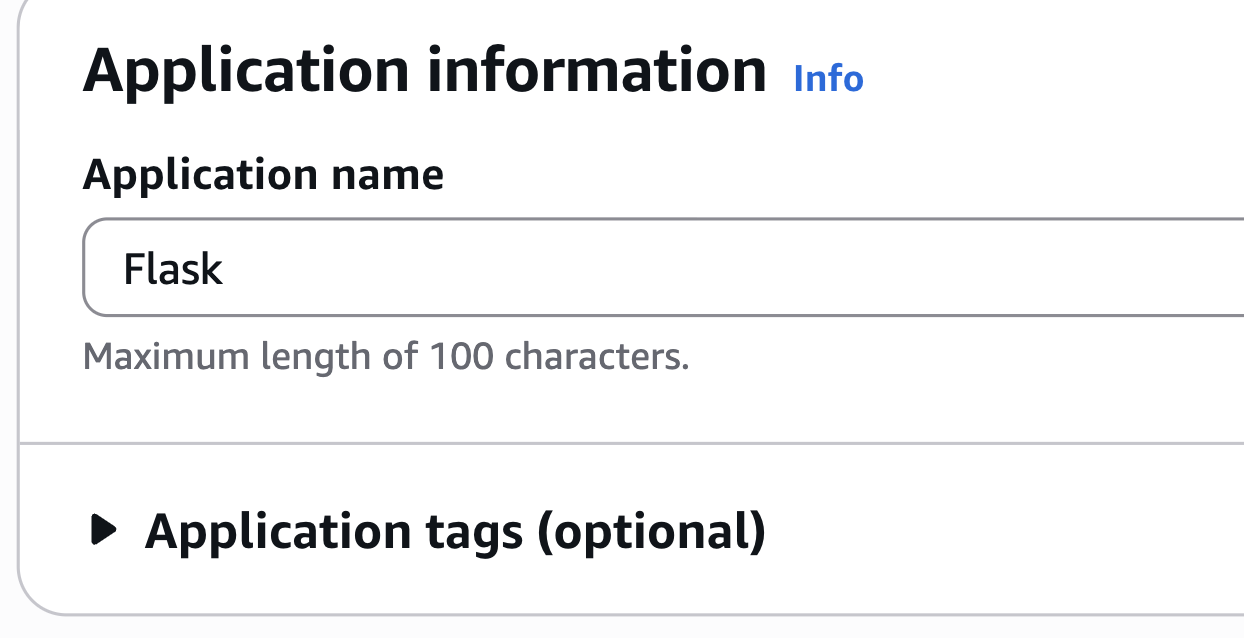 Application information Info
Application name
Flask
Maximum length of 100 characters.
Application tags (optional)